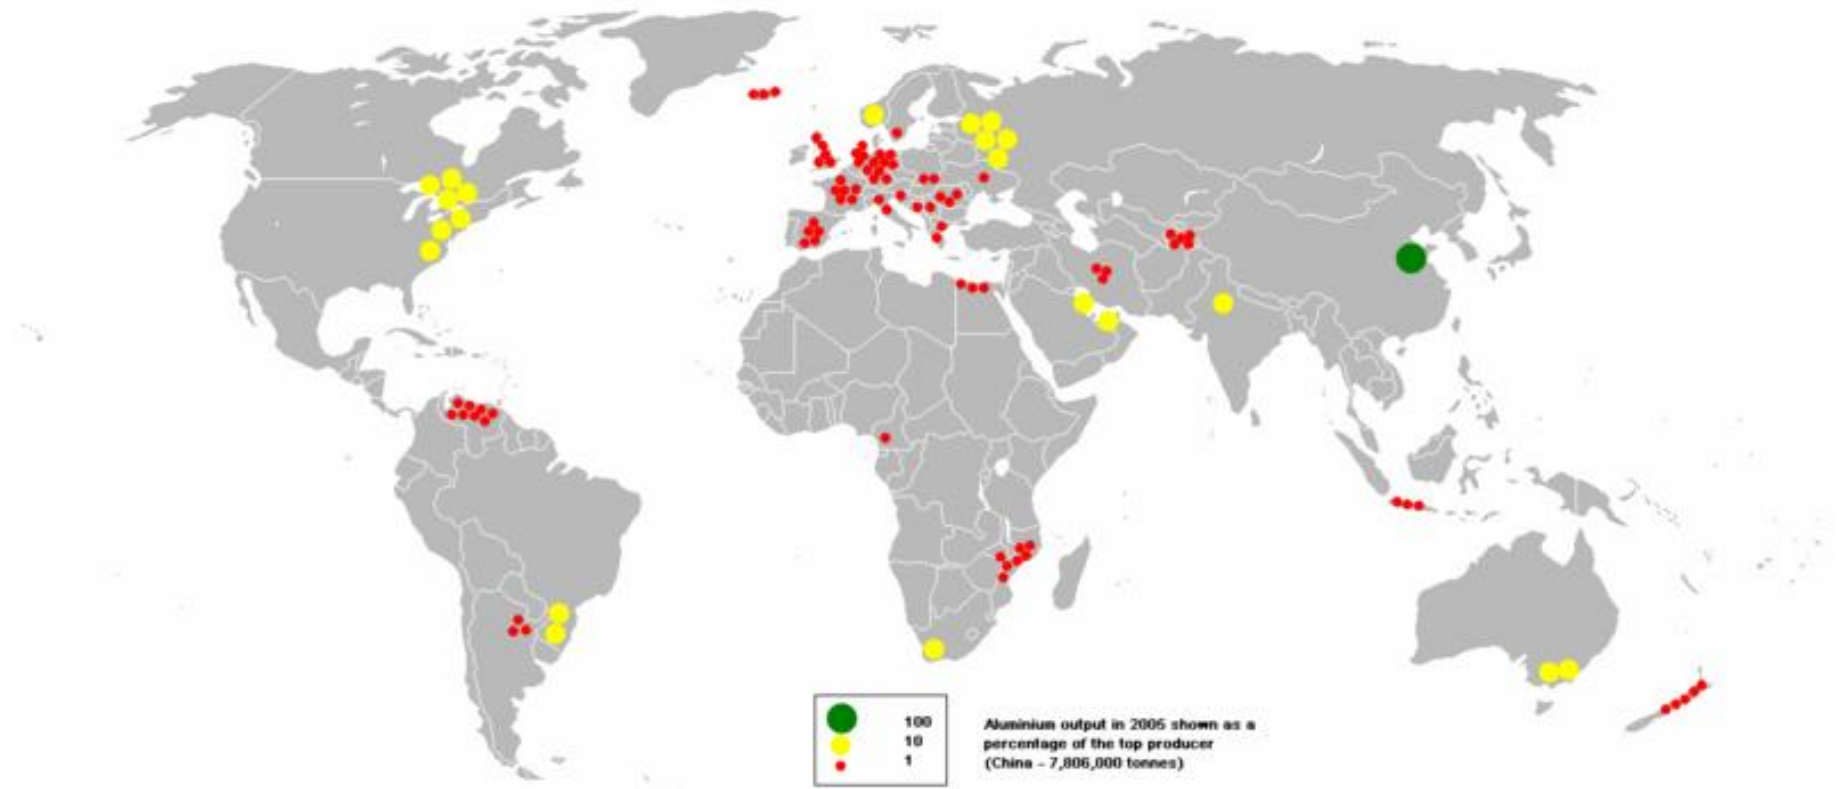 100
10
1
Aluminium output in 2005 shown as a
percentage of the top producer
(China - 7,806,000 tonnes)